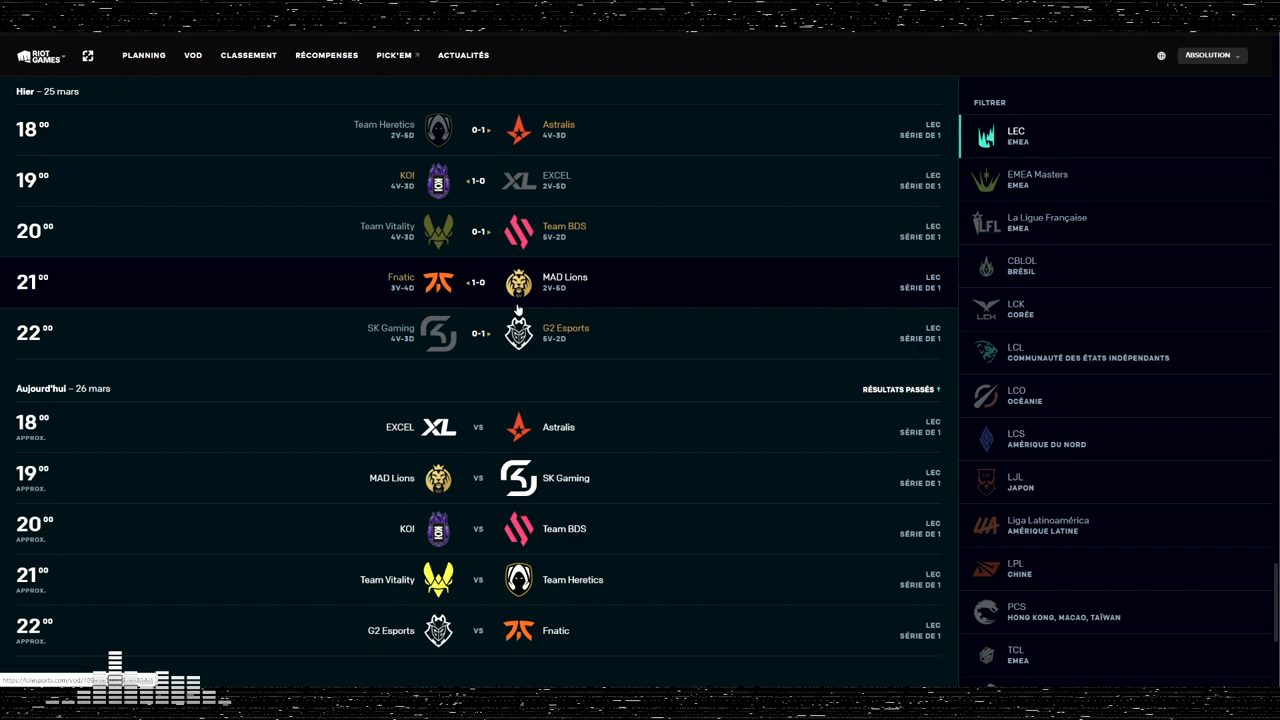 RIOT GAMES
PLANNING
VOD
CLASSEMENT
RÉCOMPENSES
PICK'EM
ACTUALITÉS
ABSOLUTION
Hier – 25 mars
18 00
Team Heretics
2V-5D
0-1
Astralis
4V-3D
LEC
SÉRIE DE 1
19 00
KOI
4V-3D
KOI
1-0
XL
EXCEL
2V-5D
LEC
SÉRIE DE 1
20 00
Team Vitality
4V-3D
0-1
Team BDS
5V-2D
LEC
SÉRIE DE 1
21 00
Fnatic
3V-4D
1-0
MAD Lions
2V-5D
LEC
SÉRIE DE 1
22 00
SK Gaming
4V-3D
0-1
G2 Esports
5V-2D
LEC
SÉRIE DE 1
Aujourd'hui – 26 mars
RÉSULTATS PASSÉS ↑
18 00
APPROX.
EXCEL
XL
VS
Astralis
LEC
SÉRIE DE 1
19 00
APPROX.
MAD Lions
VS
SK Gaming
LEC
SÉRIE DE 1
20 00
APPROX.
KOI
KOI
VS
Team BDS
LEC
SÉRIE DE 1
21 00
APPROX.
Team Vitality
VS
Team Heretics
LEC
SÉRIE DE 1
22 00
APPROX.
G2 Esports
VS
Fnatic
LEC
SÉRIE DE 1
FILTRER
LEC
EMEA
EMEA Masters
EMEA
LFL
La Ligue Française
EMEA
CBLOL
BRÉSIL
LCK
LCK
CORÉE
LCL
COMMUNAUTÉ DES ÉTATS INDÉPENDANTS
LCO
OCÉANIE
LCS
AMÉRIQUE DU NORD
LJL
JAPON
Liga Latinoamérica
AMÉRIQUE LATINE
LPL
CHINE
PCS
HONG KONG, MACAO, TAÏWAN
TCL
EMEA